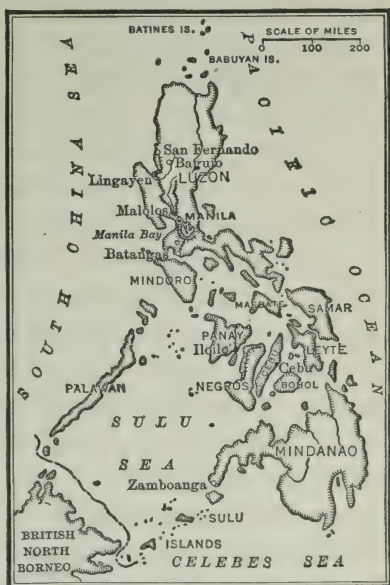 BATINES IS.
SCALE OF MILES
0 100 200
BABUYAN IS.
SOUTH CHINA SEA
PACIFIC OCEAN
San Fernando
Baguio
LUZON
Lingayen
Malolos
MANILA
Manila Bay
Batangas
MINDORO
MASBATE
SAMAR
PANAY
Iloilo
LEYTE
CEBU
Cebu
PALAWAN
NEGROS
BOHOL
SULU
SEA
MINDANAO
Zamboanga
SULU
ISLANDS
BRITISH
NORTH
BORNEO
CELEBES SEA